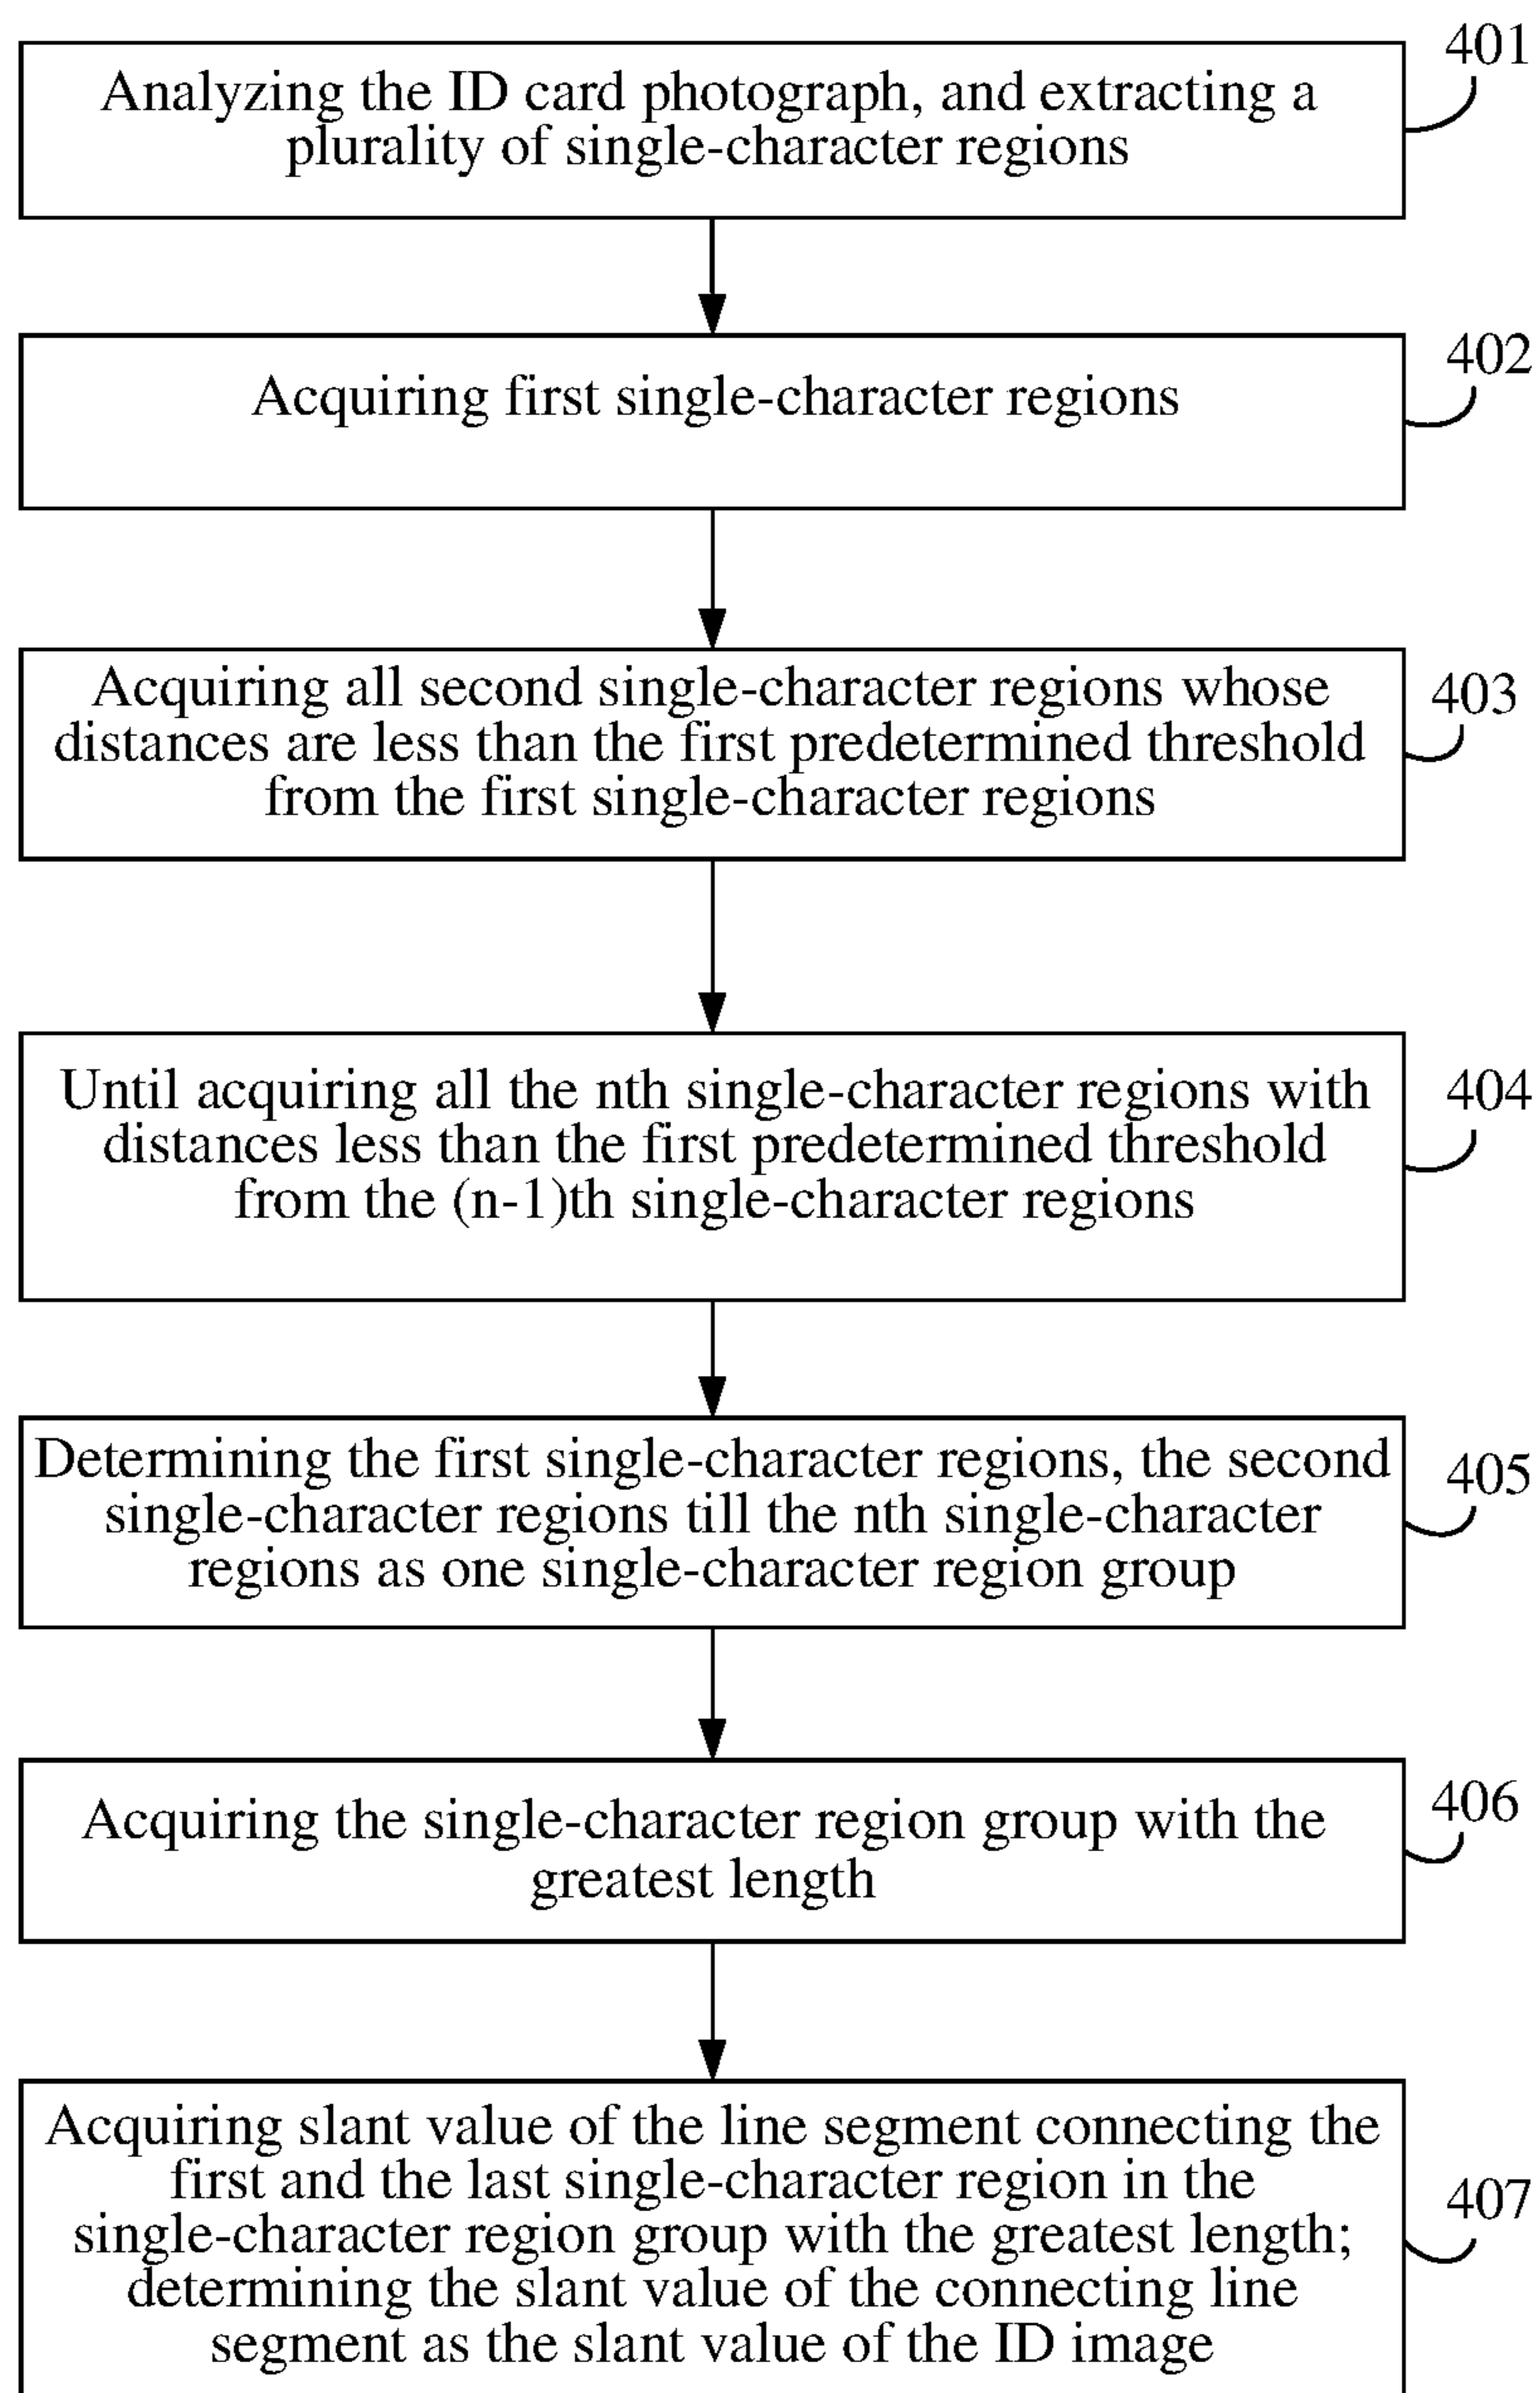 401
Analyzing the ID card photograph, and extracting a
plurality of single-character regions
402
Acquiring first single-character regions
403
Acquiring all second single-character regions whose
distances are less than the first predetermined threshold
from the first single-character regions
404
Until acquiring all the nth single-character regions with
distances less than the first predetermined threshold
from the (n-1)th single-character regions
405
Determining the first single-character regions, the second
single-character regions till the nth single-character
regions as one single-character region group
406
Acquiring the single-character region group with the
greatest length
407
Acquiring slant value of the line segment connecting the
first and the last single-character region in the
single-character region group with the greatest length;
determining the slant value of the connecting line
segment as the slant value of the ID image